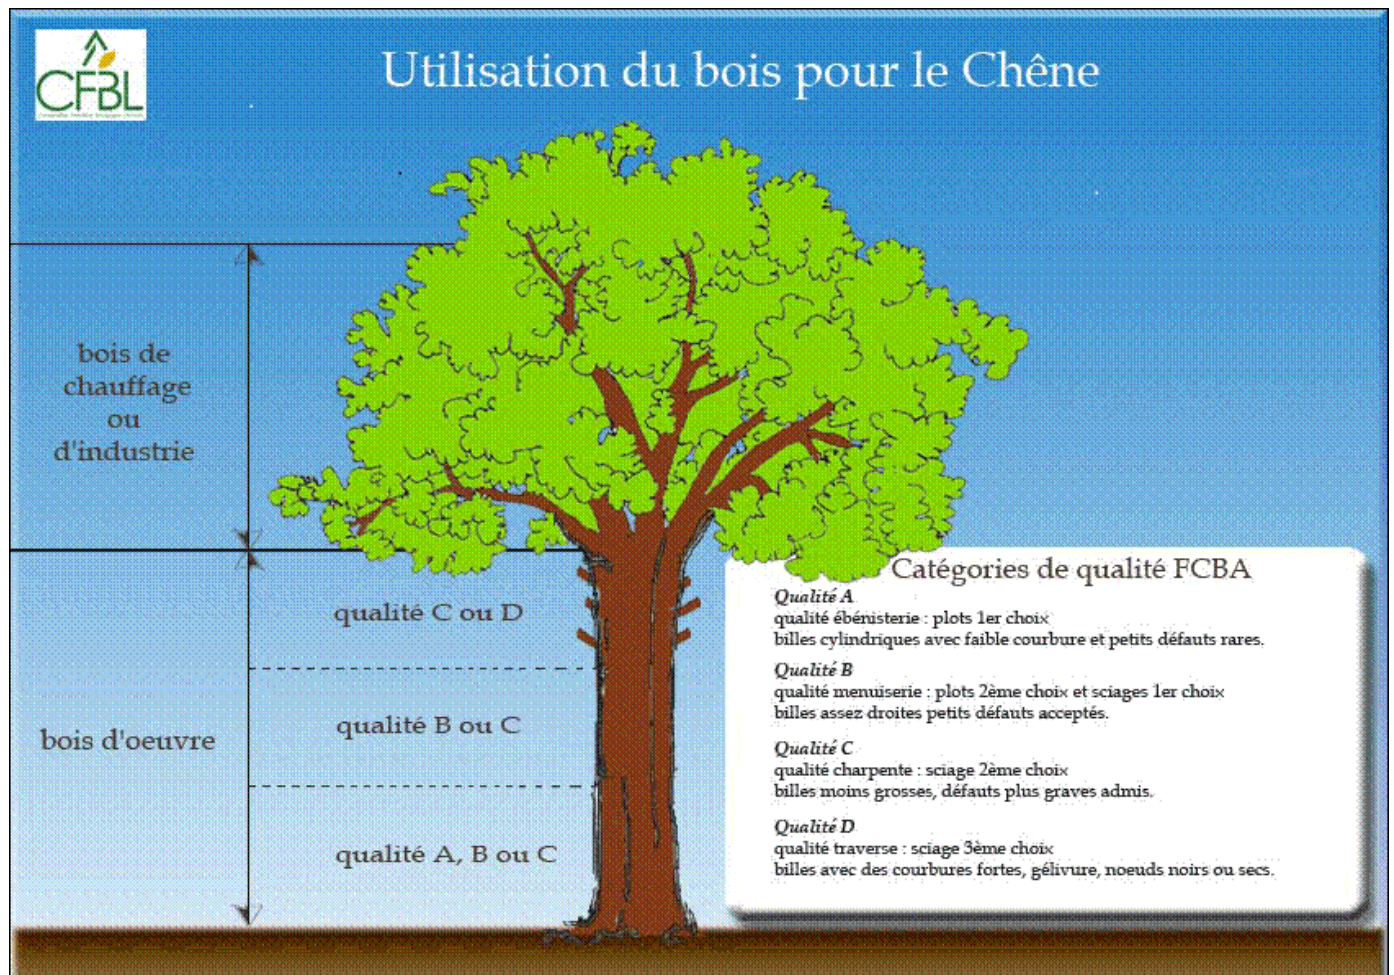 CFBL
Utilisation du bois pour le Chêne
bois de
chauffage
ou
d'industrie
bois d'oeuvre
qualité C ou D
qualité B ou C
qualité A, B ou C
Catégories de qualité FCBA
Qualité A
qualité ébénisterie : plots 1er choix
billes cylindriques avec faible courbure et petits défauts rares.
Qualité B
qualité menuiserie : plots 2ème choix et sciages 1er choix
billes assez droites petits défauts acceptés.
Qualité C
qualité charpente : sciage 2ème choix
billes moins grosses, défauts plus graves admis.
Qualité D
qualité traverse : sciage 3ème choix
billes avec des courbures fortes, gélivure, noeuds noirs ou secs.